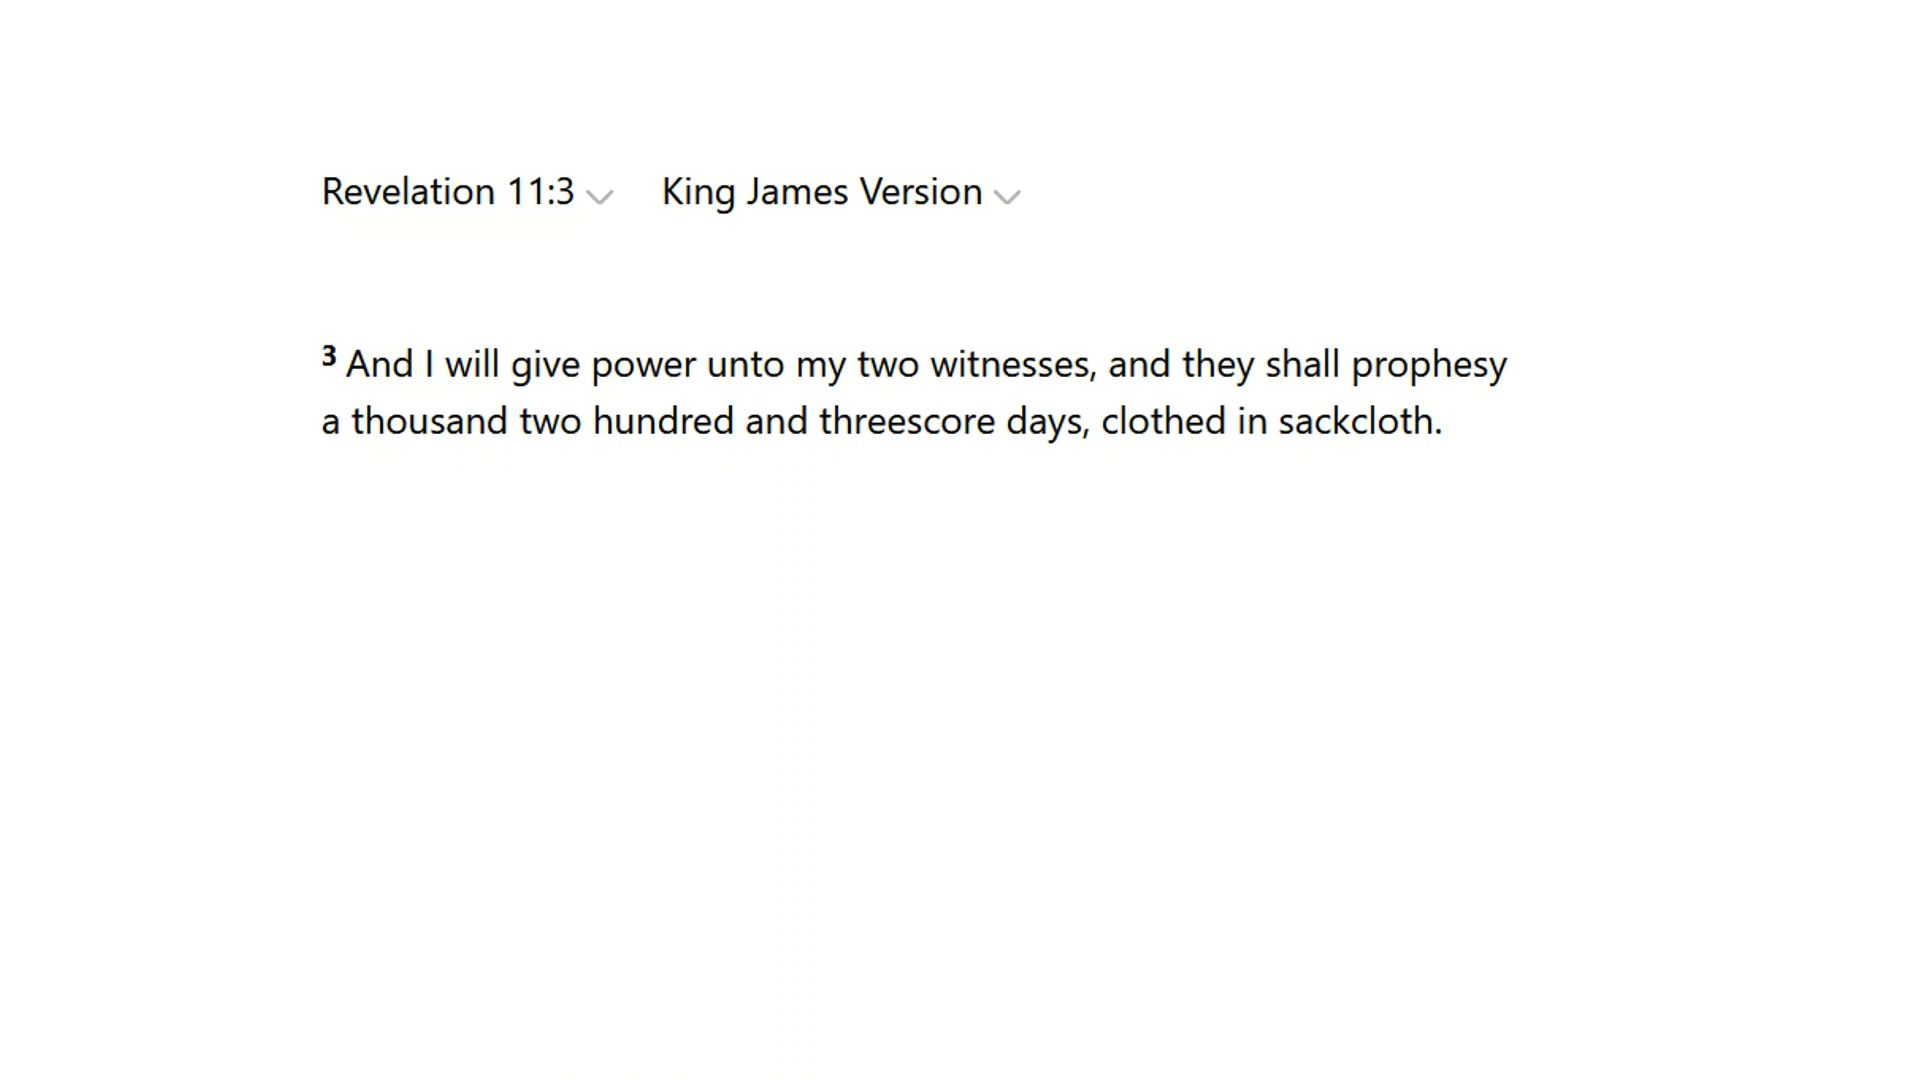 Revelation 11:3 King James Version
3 And I will give power unto my two witnesses, and they shall prophesy
a thousand two hundred and threescore days, clothed in sackcloth.